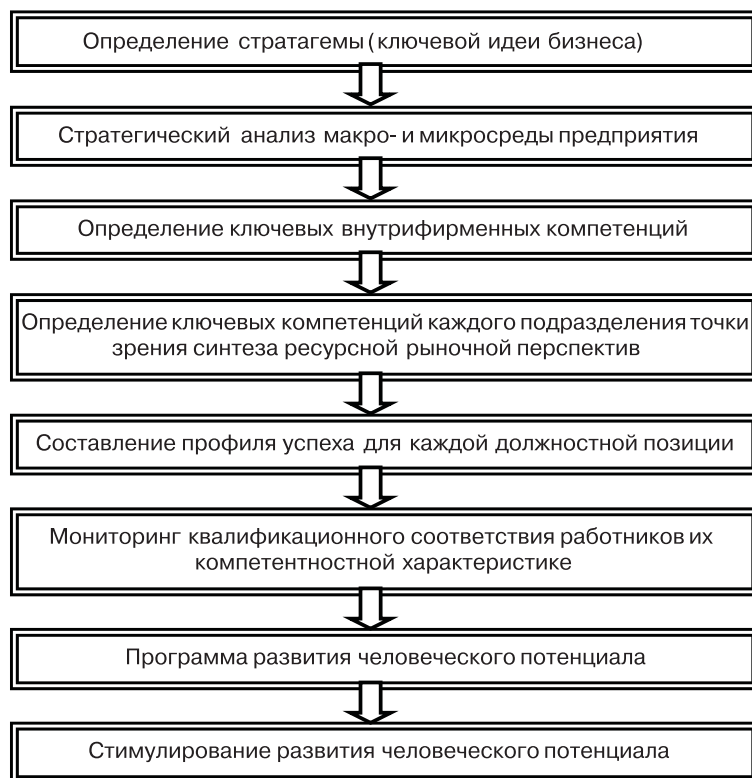 Определение стратагемы (ключевой идеи бизнеса)
Стратегический анализ макро- и микросреды предприятия
Определение ключевых внутрифирменных компетенций
Определение ключевых компетенций каждого подразделения точки
зрения синтеза ресурсной рыночной перспектив
Составление профиля успеха для каждой должностной позиции
Мониторинг квалификационного соответствия работников их
компетентностной характеристике
Программа развития человеческого потенциала
Стимулирование развития человеческого потенциала